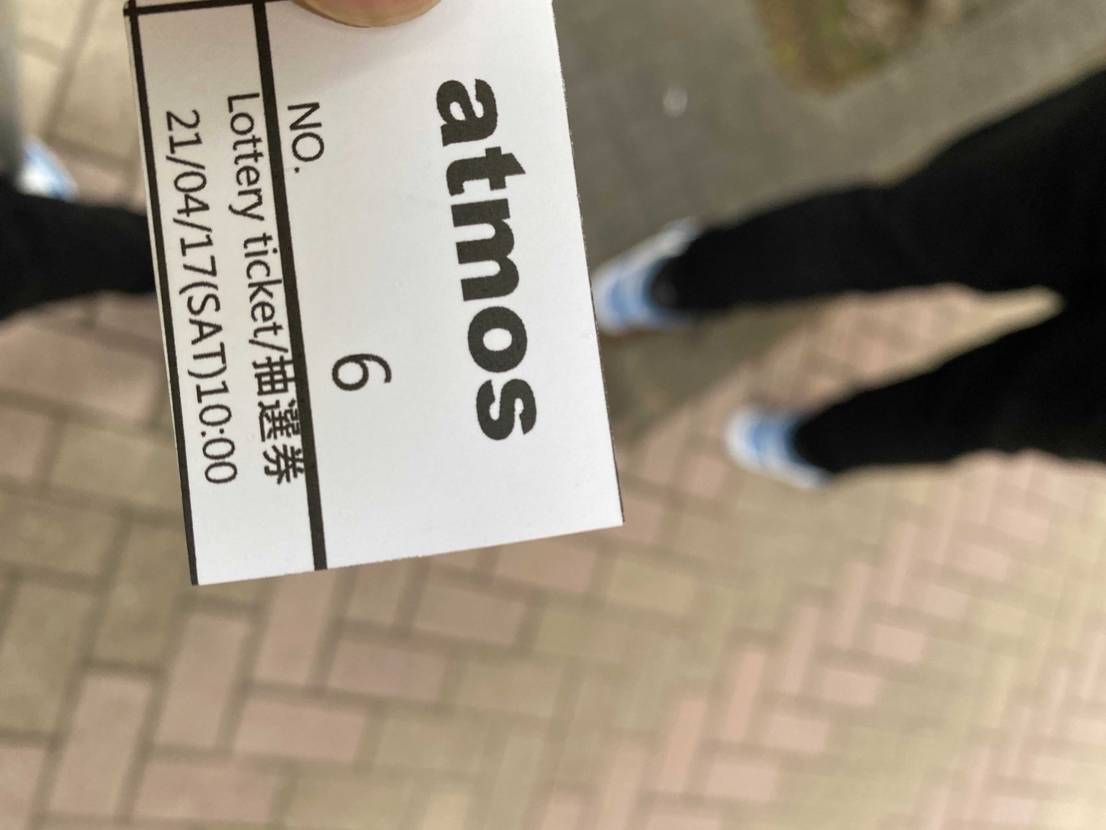 atmos
NO.
6
Lottery ticket/抽選券
21/04/17(SAT)10:00